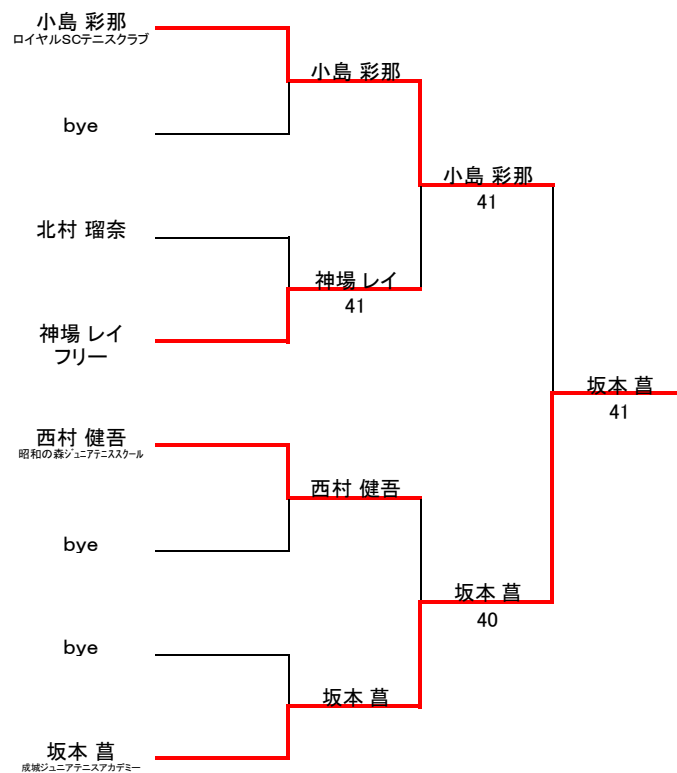 小島 彩那
ロイヤルSCテニスクラブ
小島 彩那
bye
小島 彩那
41
北村 瑠奈
神場 レイ
41
神場 レイ
フリー
坂本 菖
41
西村 健吾
昭和の森ジュニアテニススクール
西村 健吾
bye
坂本 菖
40
bye
坂本 菖
坂本 菖
成城ジュニアテニスアカデミー